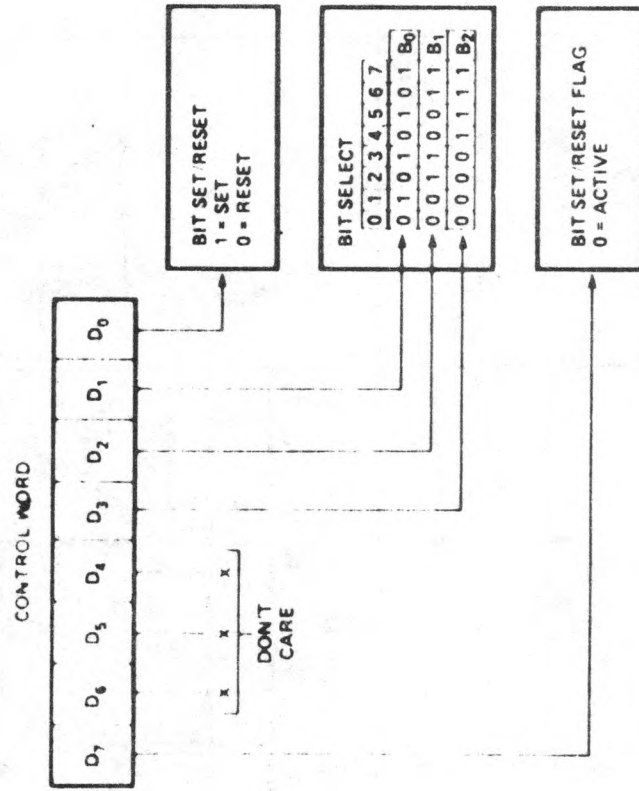 CONTROL WORD
D7 D6 D5 D4 D3 D2 D1 D0
X X X
DON'T
CARE
BIT SET/RESET
1 = SET
0 = RESET
BIT SELECT
0 1 2 3 4 5 6 7
0 1 0 1 0 1 0 1 B0
0 0 1 1 0 0 1 1 B1
0 0 0 0 1 1 1 1 B2
BIT SET/RESET FLAG
0 = ACTIVE